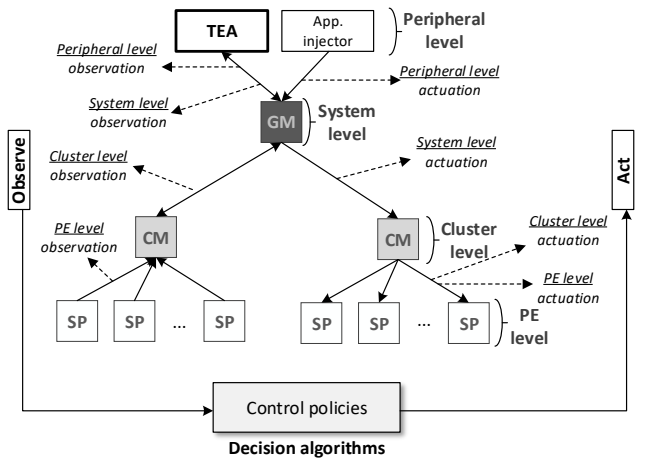 TEA
App.
injector
Peripheral
level
Peripheral level
observation
Peripheral level
actuation
System level
observation
GM
System
level
Observe
Cluster level
observation
System level
actuation
Act
PE level
observation
CM
CM
Cluster
level
Cluster level
actuation
PE level
actuation
SP
SP
...
SP
SP
SP
...
SP
PE
level
Control policies
Decision algorithms